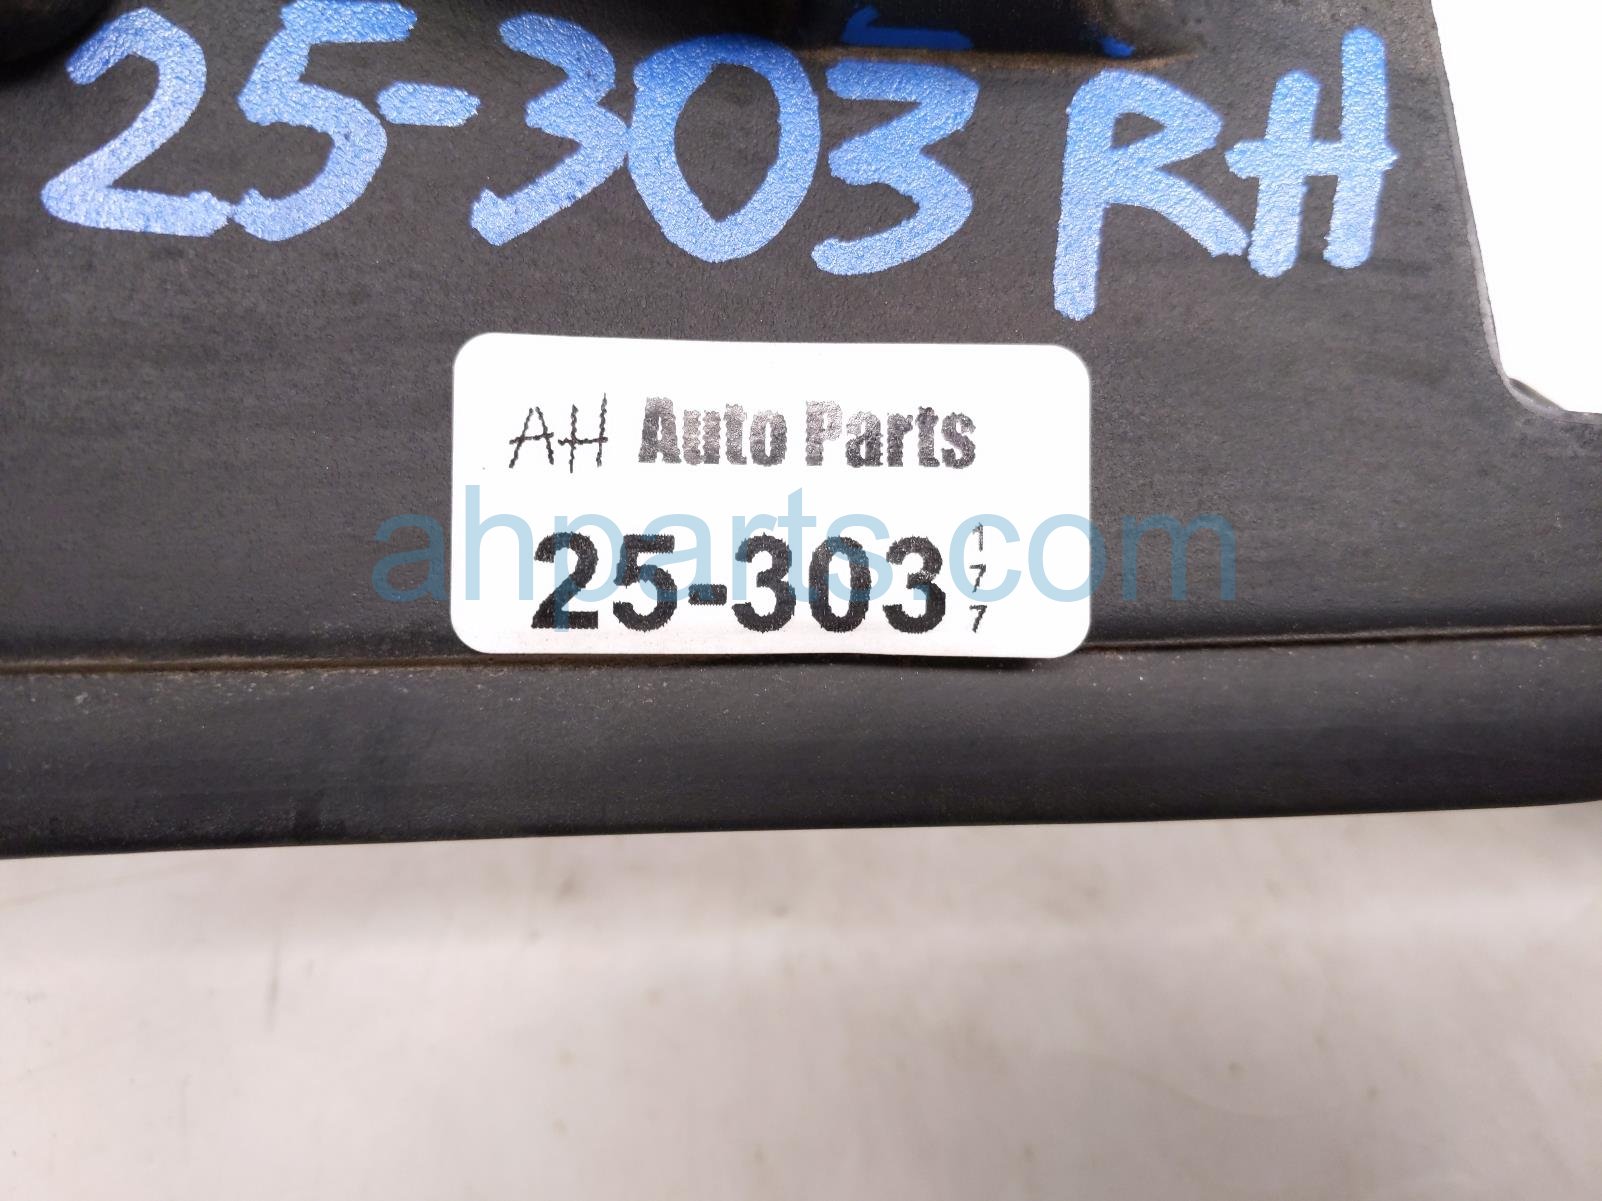 25-303 RH
AH Auto Parts
ahparts.com
25-303 177